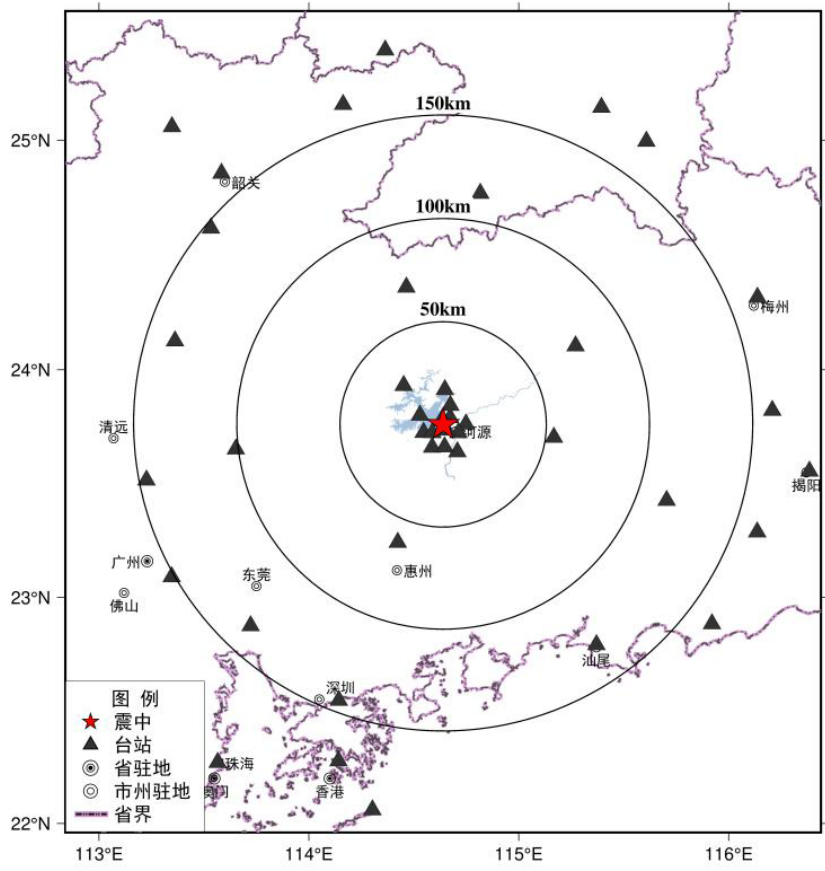 150km
25°N
韶关
100km
50km
梅州
24°N
清远
河源
揭阳
广州
东莞
惠州
佛山
23°N
汕尾
深圳
珠海
澳门
香港
图 例
震中
台站
省驻地
市州驻地
省界
22°N
113°E
114°E
115°E
116°E